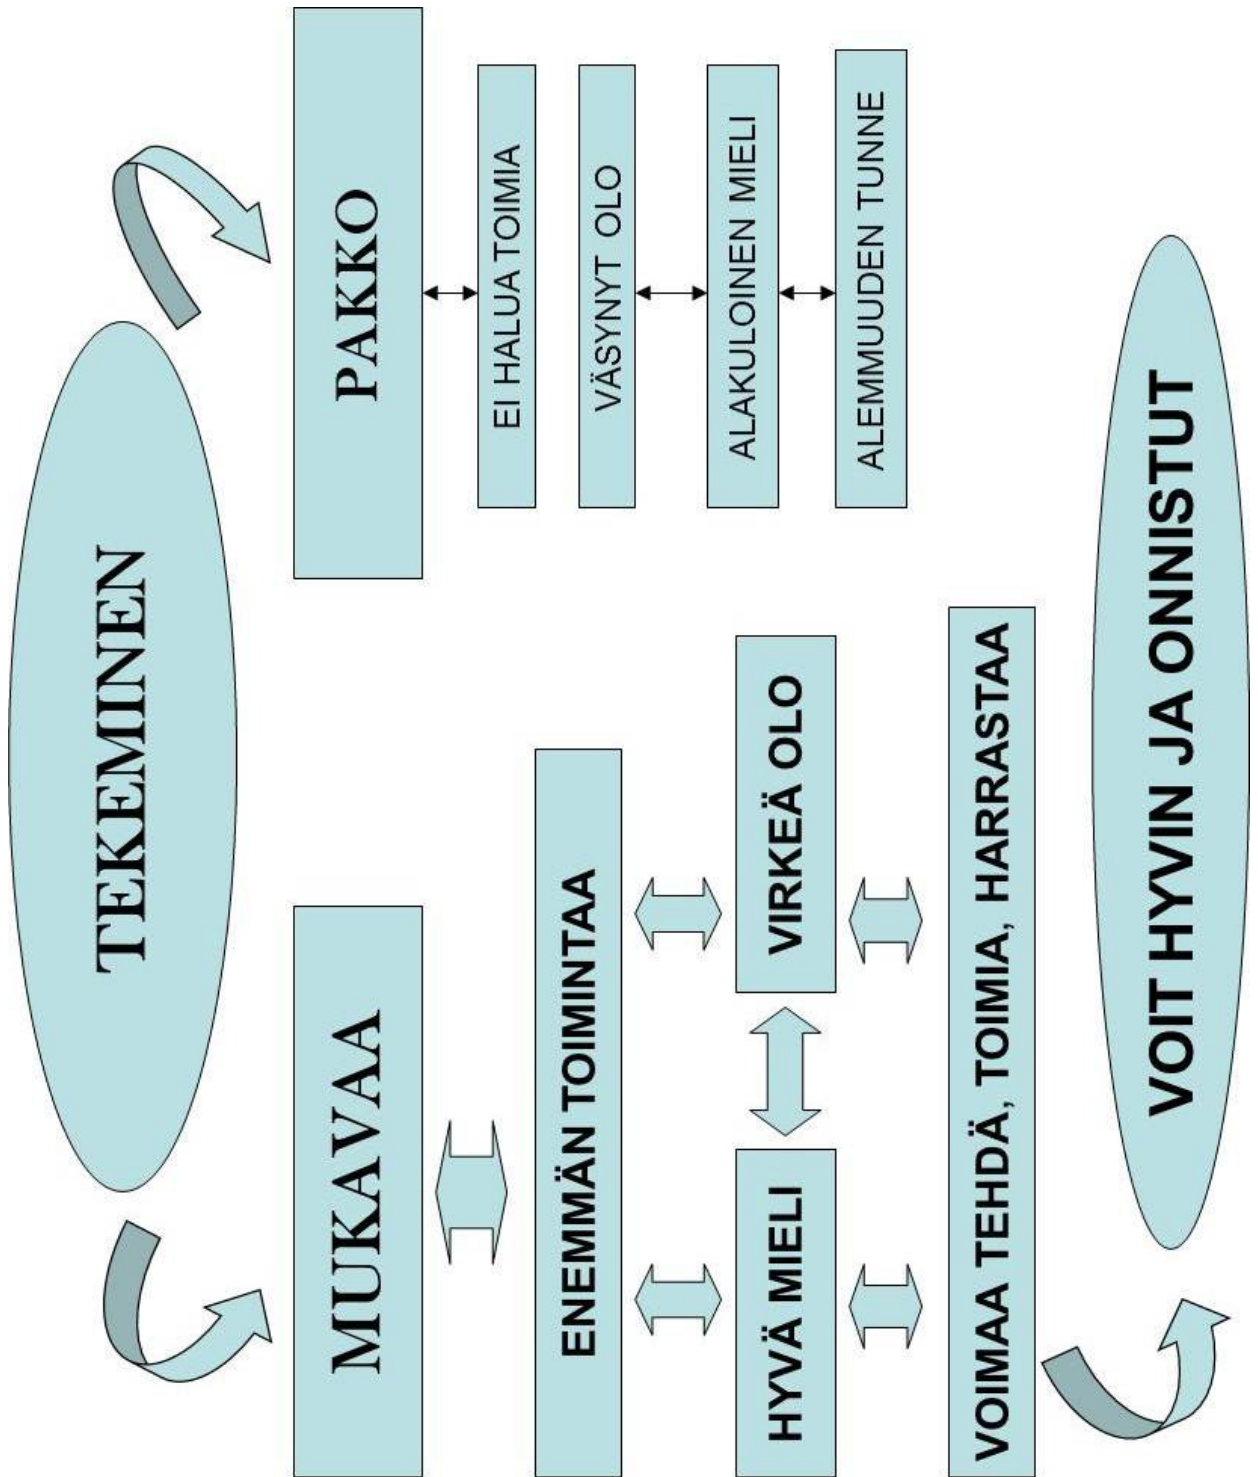 TEKEMINEN
MUKAVAA
PAKKO
ENEMMÄN TOIMINTAA
EI HALUA TOIMIA
VÄSYNYT OLO
HYVÄ MIELI
VIRKEÄ OLO
ALAKULOINEN MIELI
ALEMMUUDEN TUNNE
VOIMAA TEHDÄ, TOIMIA, HARRASTAA
VOIT HYVIN JA ONNISTUT